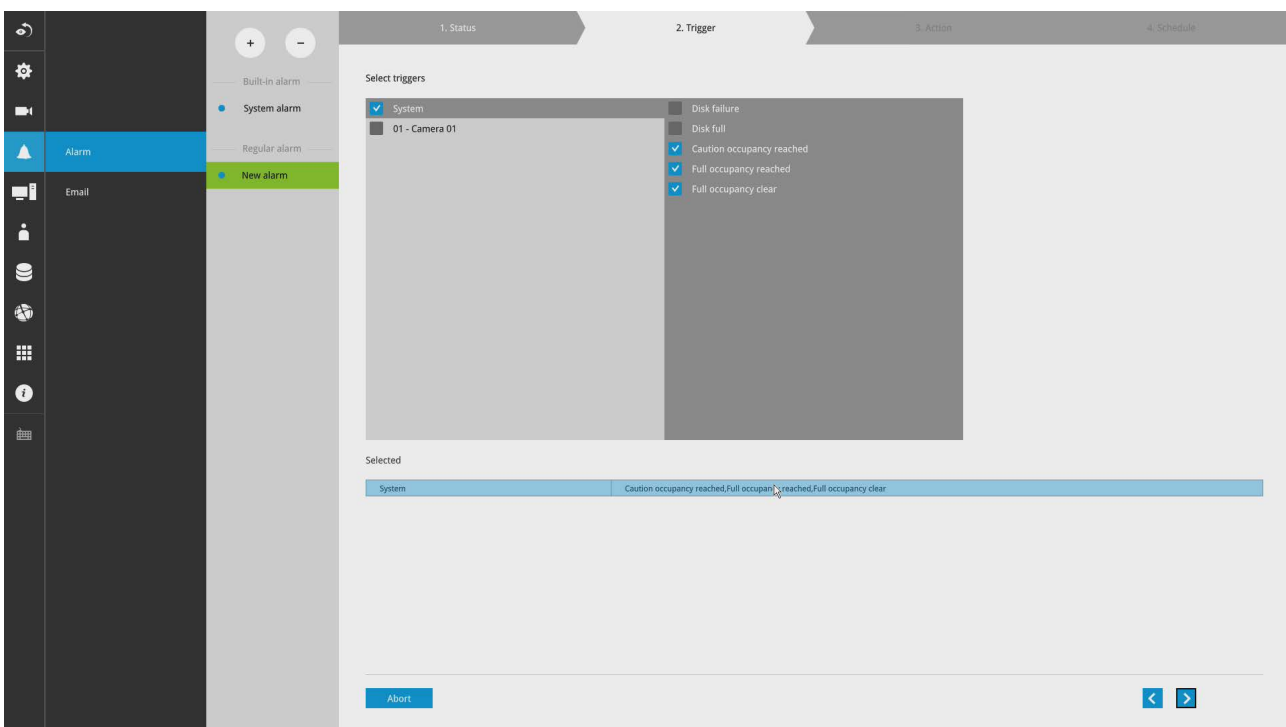 1. Status
2. Trigger
3. Action
4. Schedule
+
-
Built-in alarm
System alarm
Regular alarm
New alarm
Alarm
Email
Select triggers
System
01 - Camera 01
Disk failure
Disk full
Caution occupancy reached
Full occupancy reached
Full occupancy clear
Selected
System
Caution occupancy reached,Full occupancy reached,Full occupancy clear
Abort